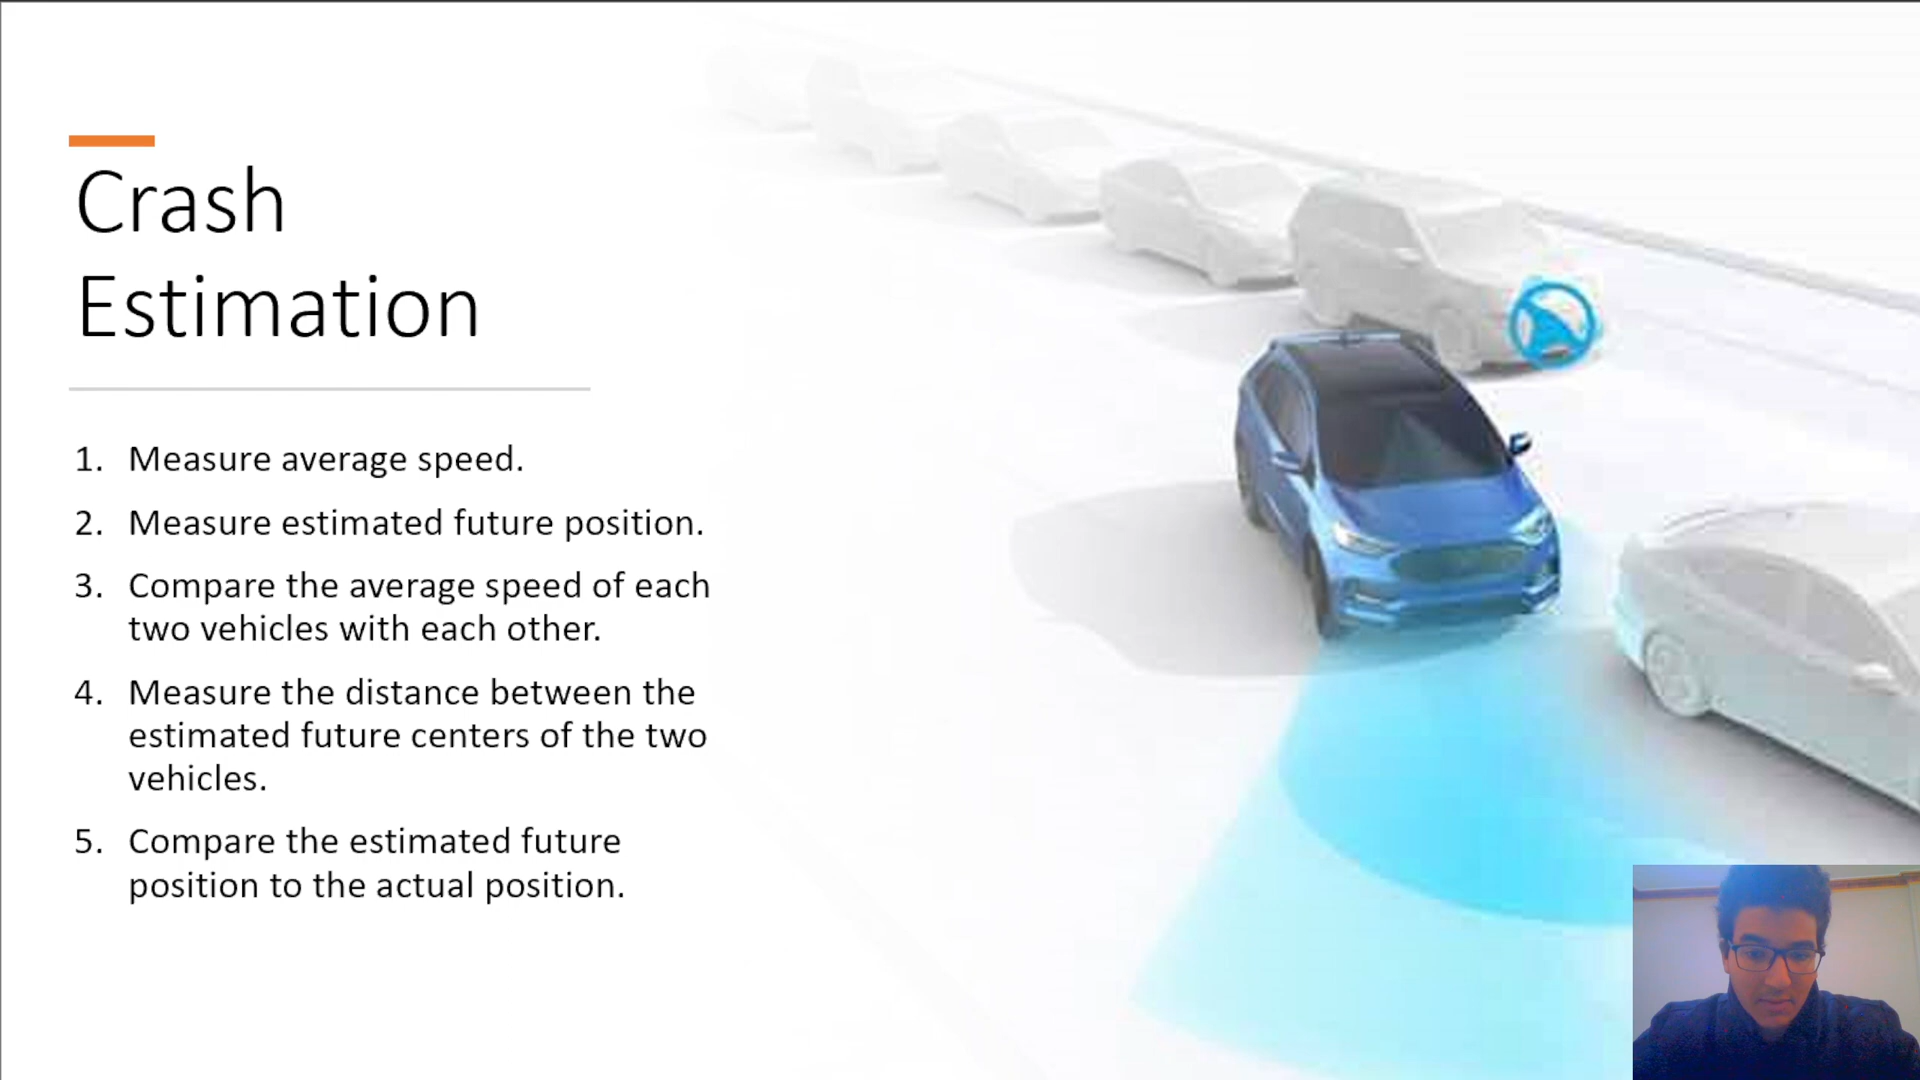 Crash
Estimation
1. Measure average speed.
2. Measure estimated future position.
3. Compare the average speed of each
two vehicles with each other.
4. Measure the distance between the
estimated future centers of the two
vehicles.
5. Compare the estimated future
position to the actual position.